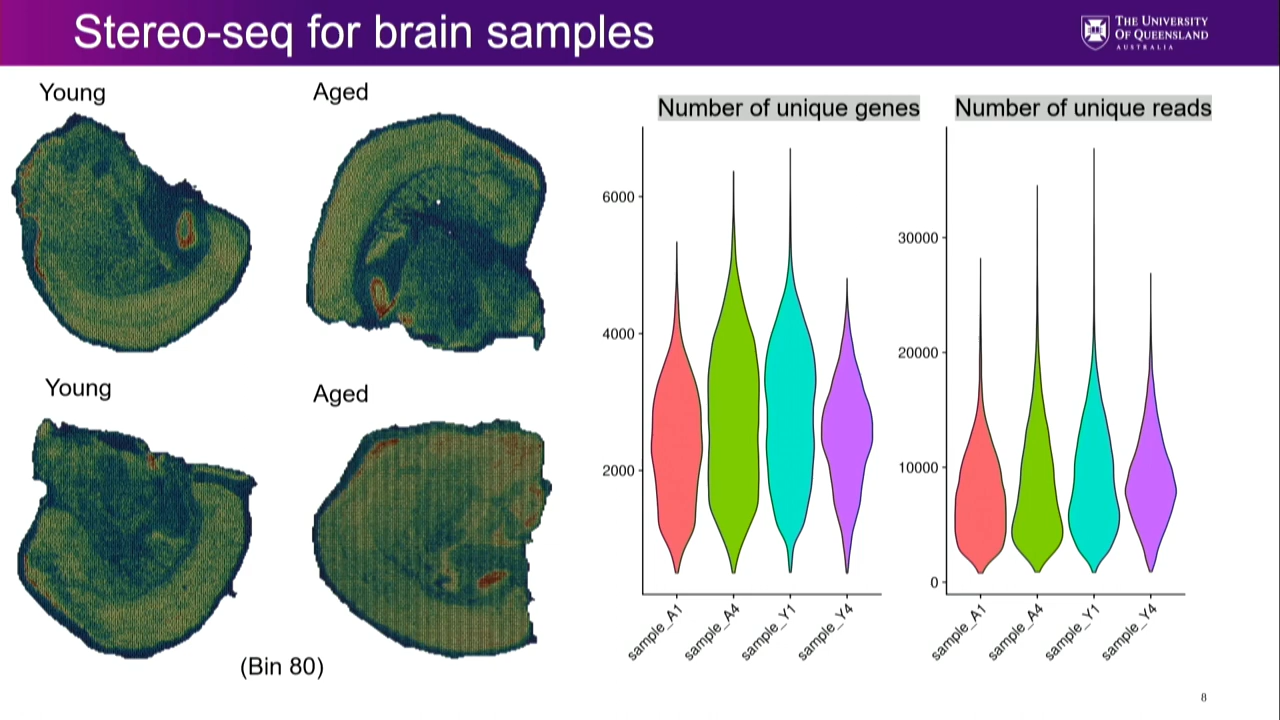 Stereo-seq for brain samples
THE UNIVERSITY
OF QUEENSLAND
AUSTRALIA
Young
Aged
Young
Aged
(Bin 80)
Number of unique genes
6000
4000
2000
sample_A1
sample_A4
sample_Y1
sample_Y4
Number of unique reads
30000
20000
10000
0
sample_A1
sample_A4
sample_Y1
sample_Y4
8